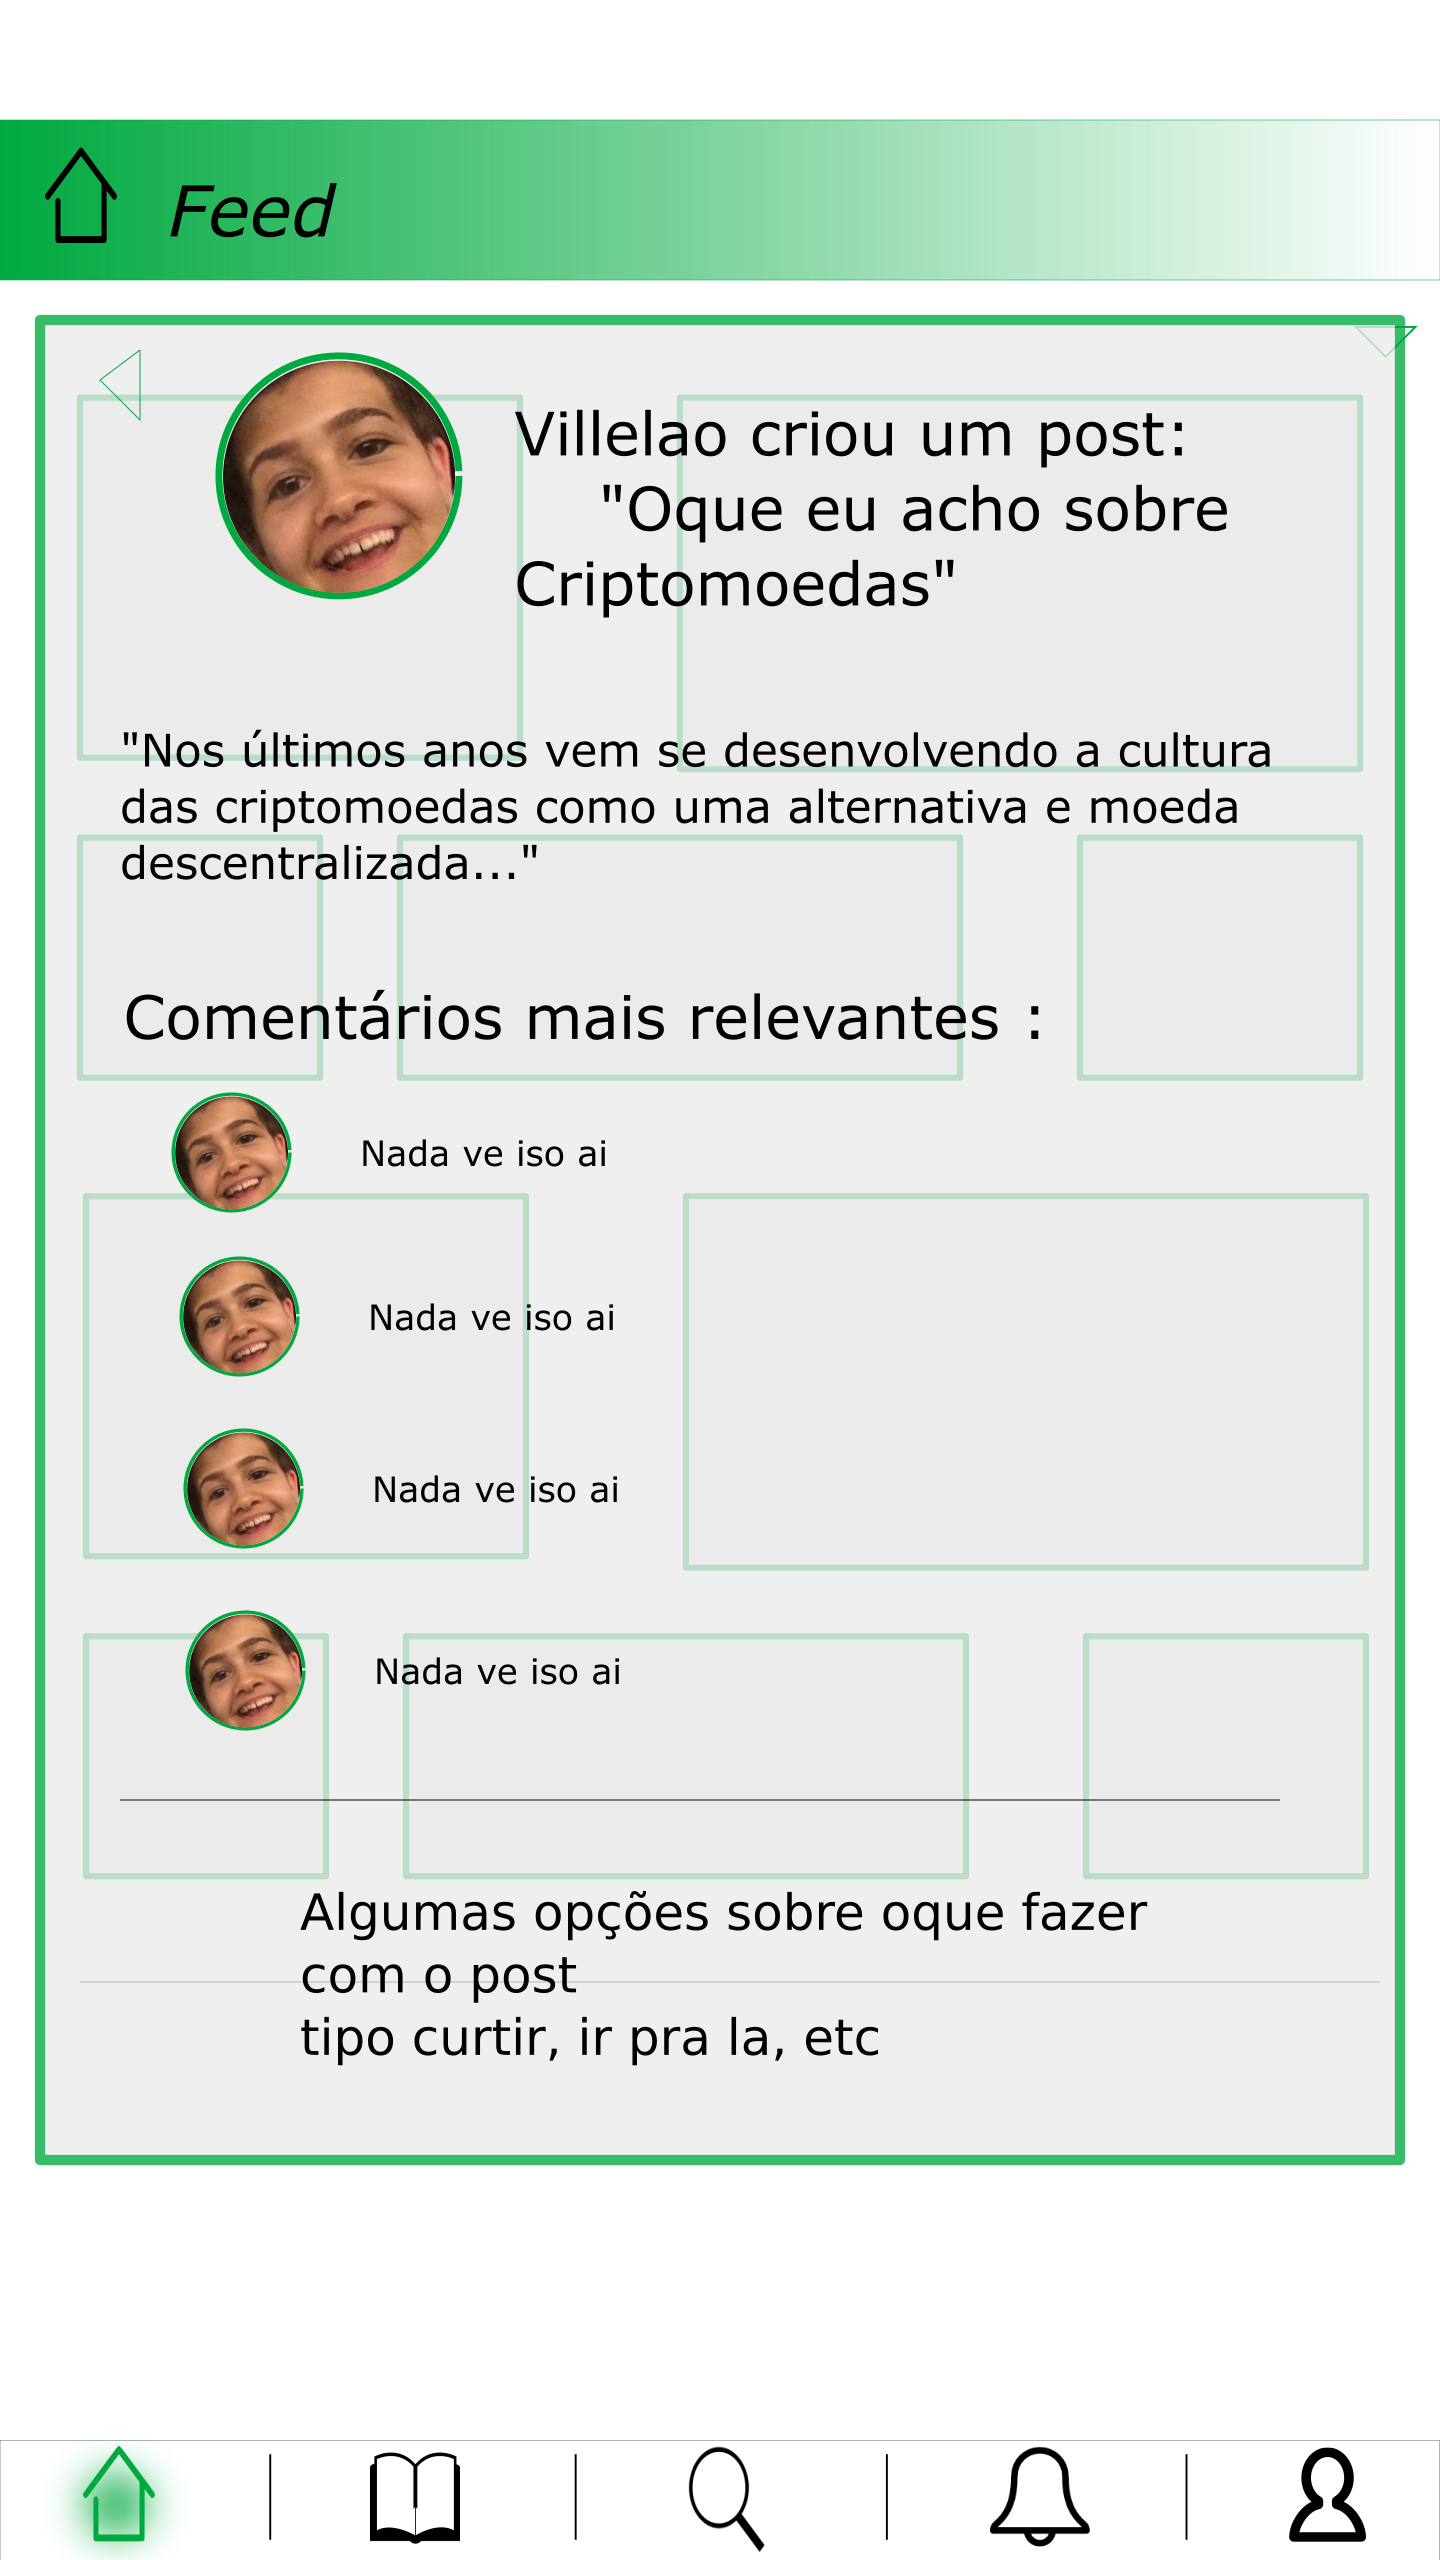 Feed
Villelao criou um post:
"Oque eu acho sobre
Criptomoedas"
"Nos últimos anos vem se desenvolvendo a cultura
das criptomoedas como uma alternativa e moeda
descentralizada..."
Comentários mais relevantes :
Nada ve iso ai
Nada ve iso ai
Nada ve iso ai
Nada ve iso ai
Algumas opções sobre oque fazer
com o post
tipo curtir, ir pra la, etc